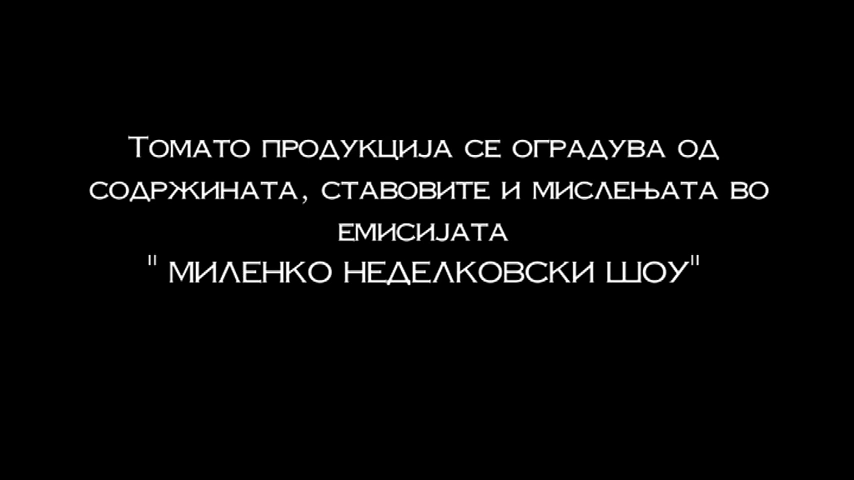 Томато продукција се оградува од
содржината, ставовите и мислењата во
емисијата
" МИЛЕНКО НЕДЕЛКОВСКИ ШОУ"